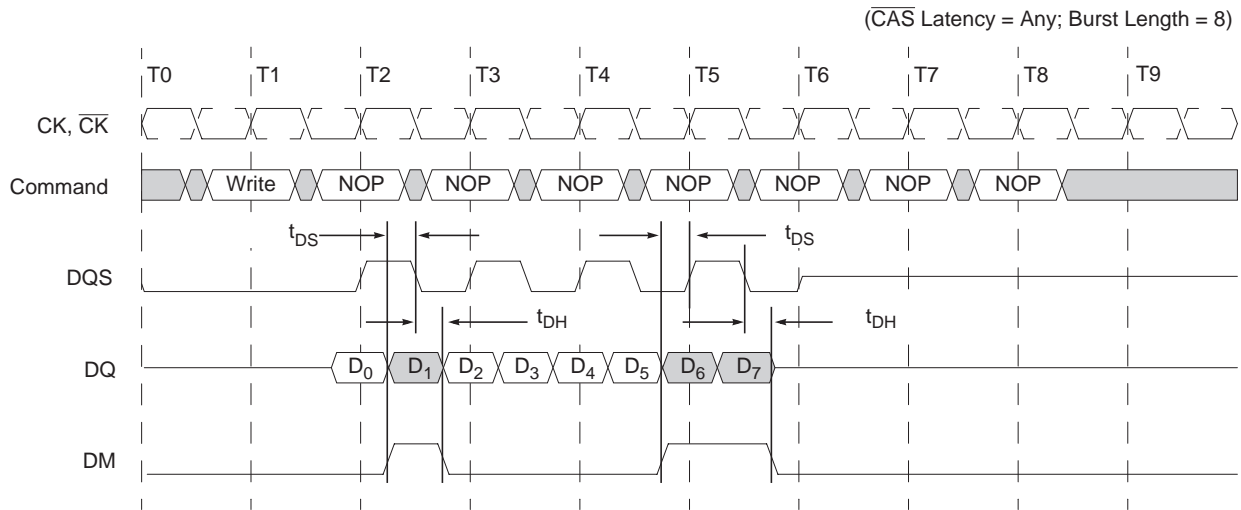 (C̅A̅S̅ Latency = Any; Burst Length = 8)
T0 T1 T2 T3 T4 T5 T6 T7 T8 T9
CK, C̅K̅
Command Write NOP NOP NOP NOP NOP NOP NOP
tDS tDS
DQS
tDH tDH
DQ D0 D1 D2 D3 D4 D5 D6 D7
DM